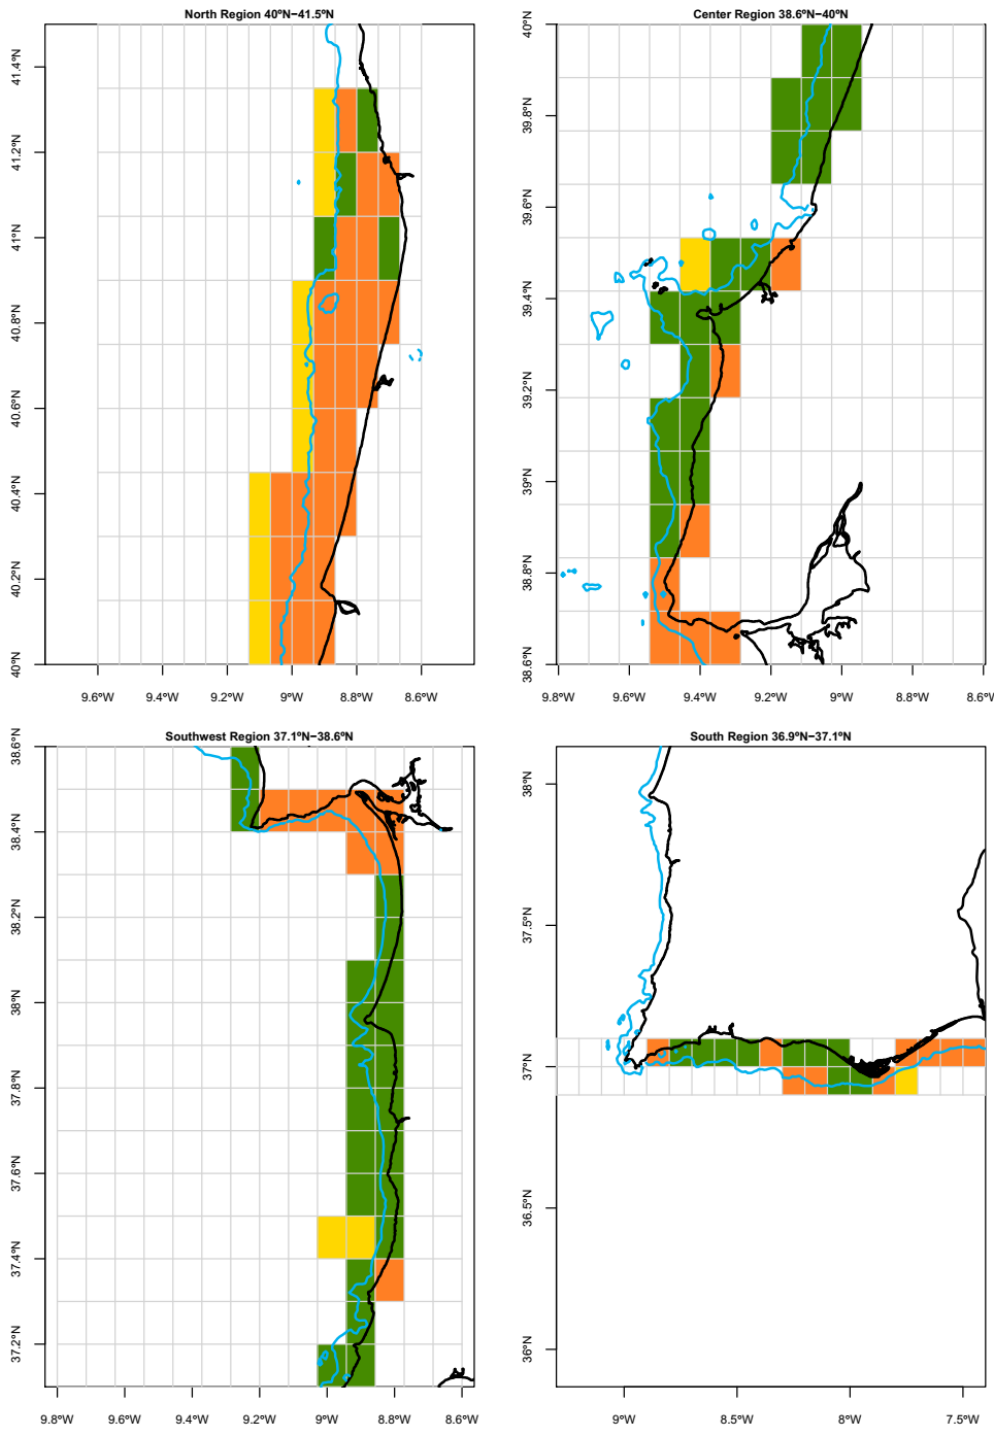 North Region 40ºN−41.5ºN
41.4ºN
41.2ºN
41ºN
40.8ºN
40.6ºN
40.4ºN
40.2ºN
40ºN
9.6ºW 9.4ºW 9.2ºW 9ºW 8.8ºW 8.6ºW
Center Region 38.6ºN−40ºN
40ºN
39.8ºN
39.6ºN
39.4ºN
39.2ºN
39ºN
38.8ºN
38.6ºN
9.8ºW 9.6ºW 9.4ºW 9.2ºW 9ºW 8.8ºW 8.6ºW
Southwest Region 37.1ºN−38.6ºN
38.6ºN
38.4ºN
38.2ºN
38ºN
37.8ºN
37.6ºN
37.4ºN
37.2ºN
9.8ºW 9.6ºW 9.4ºW 9.2ºW 9ºW 8.8ºW 8.6ºW
South Region 36.9ºN−37.1ºN
38ºN
37.5ºN
37ºN
36.5ºN
36ºN
9ºW 8.5ºW 8ºW 7.5ºW